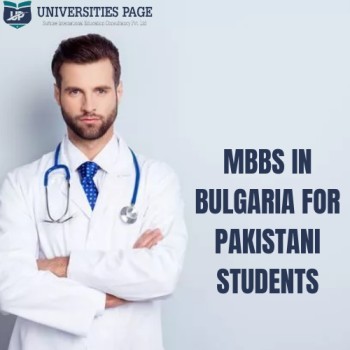 UNIVERSITIES PAGE
MBBS IN
BULGARIA FOR
PAKISTANI
STUDENTS